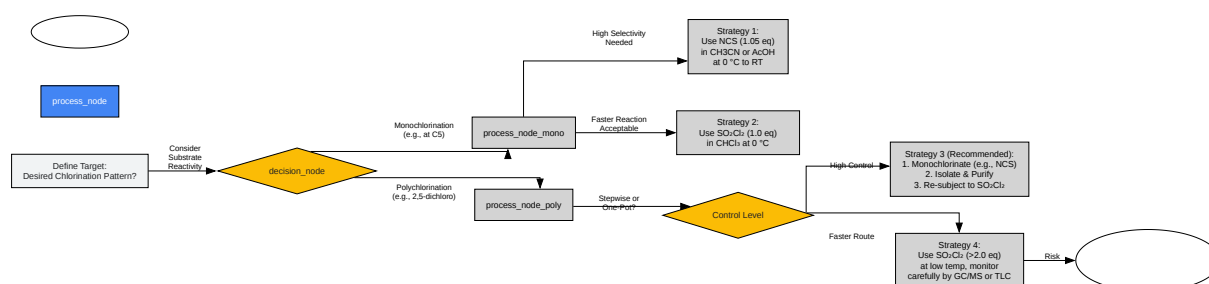 process_node
Define Target:
Desired Chlorination Pattern?
Consider
Substrate
Reactivity
decision_node
Monochlorination
(e.g., at C5)
process_node_mono
High Selectivity
Needed
Strategy 1:
Use NCS (1.05 eq)
in CH3CN or AcOH
at 0 °C to RT
Faster Reaction
Acceptable
Strategy 2:
Use SO₂Cl₂ (1.0 eq)
in CHCl₃ at 0 °C
Polychlorination
(e.g., 2,5-dichloro)
process_node_poly
Stepwise or
One-Pot?
Control Level
High Control
Strategy 3 (Recommended):
1. Monochlorinate (e.g., NCS)
2. Isolate & Purify
3. Re-subject to SO₂Cl₂
Faster Route
Strategy 4:
Use SO₂Cl₂ (>2.0 eq)
at low temp, monitor
carefully by GC/MS or TLC
Risk